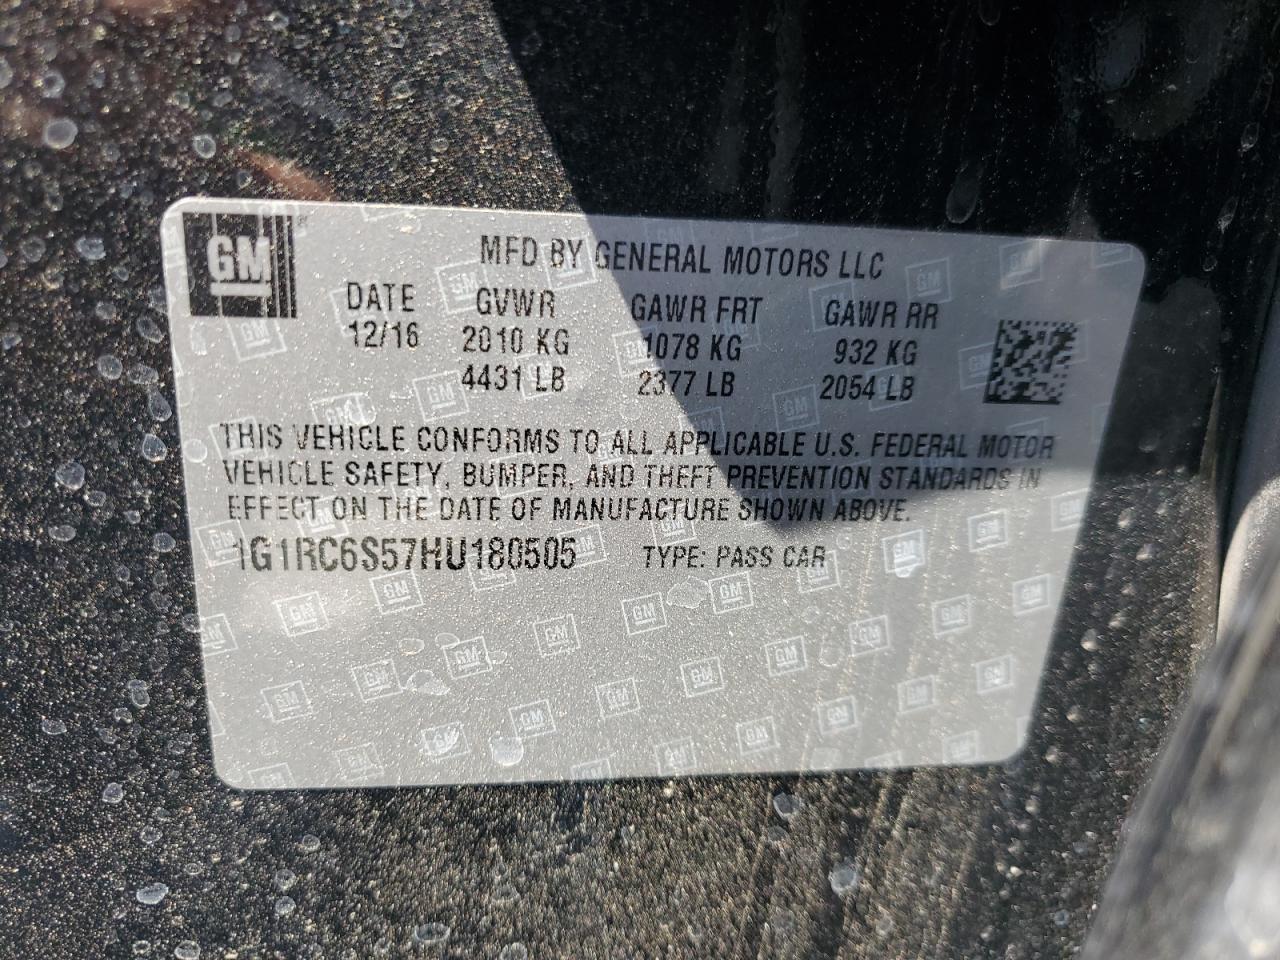 GM
MFD BY GENERAL MOTORS LLC
DATE GVWR GAWR FRT GAWR RR
12/16 2010 KG 1078 KG 932 KG
4431 LB 2377 LB 2054 LB
THIS VEHICLE CONFORMS TO ALL APPLICABLE U.S. FEDERAL MOTOR
VEHICLE SAFETY, BUMPER, AND THEFT PREVENTION STANDARDS IN
EFFECT ON THE DATE OF MANUFACTURE SHOWN ABOVE.
1G1RC6S57HU180505 TYPE: PASS CAR